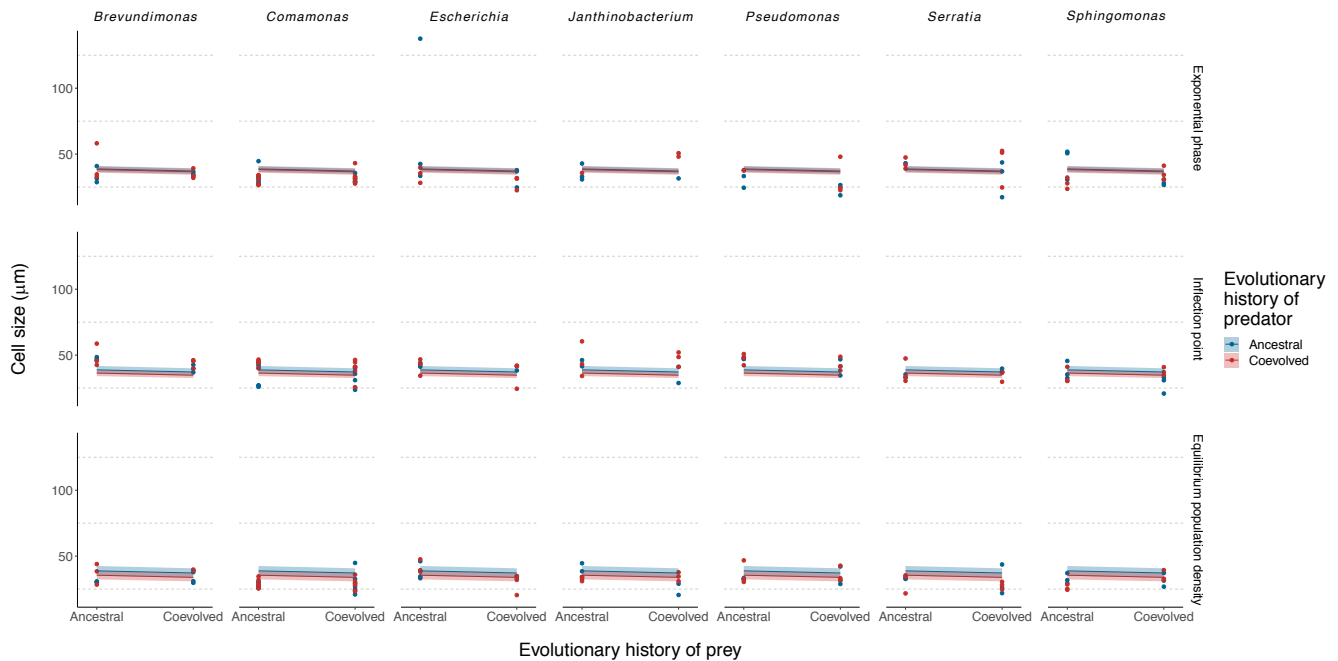 Brevundimonas Comamonas Escherichia Janthinobacterium Pseudomonas Serratia Sphingomonas
100
50
Exponential phase
100
50
Inflection point
100
50
Equilibrium population density
Cell size (μm)
Ancestral Coevolved Ancestral Coevolved Ancestral Coevolved Ancestral Coevolved Ancestral Coevolved Ancestral Coevolved Ancestral Coevolved
Evolutionary history of prey
Evolutionary
history of
predator
Ancestral
Coevolved